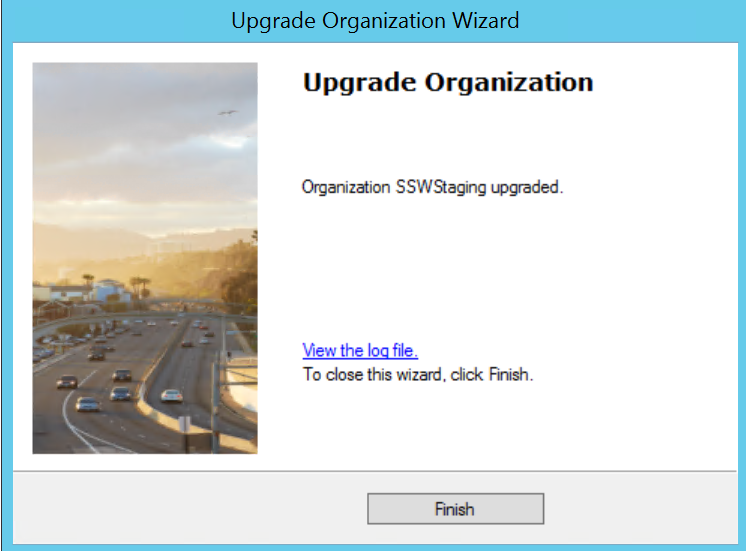 Upgrade Organization Wizard
Upgrade Organization
Organization SSWStaging upgraded.
View the log file.
To close this wizard, click Finish.
Finish